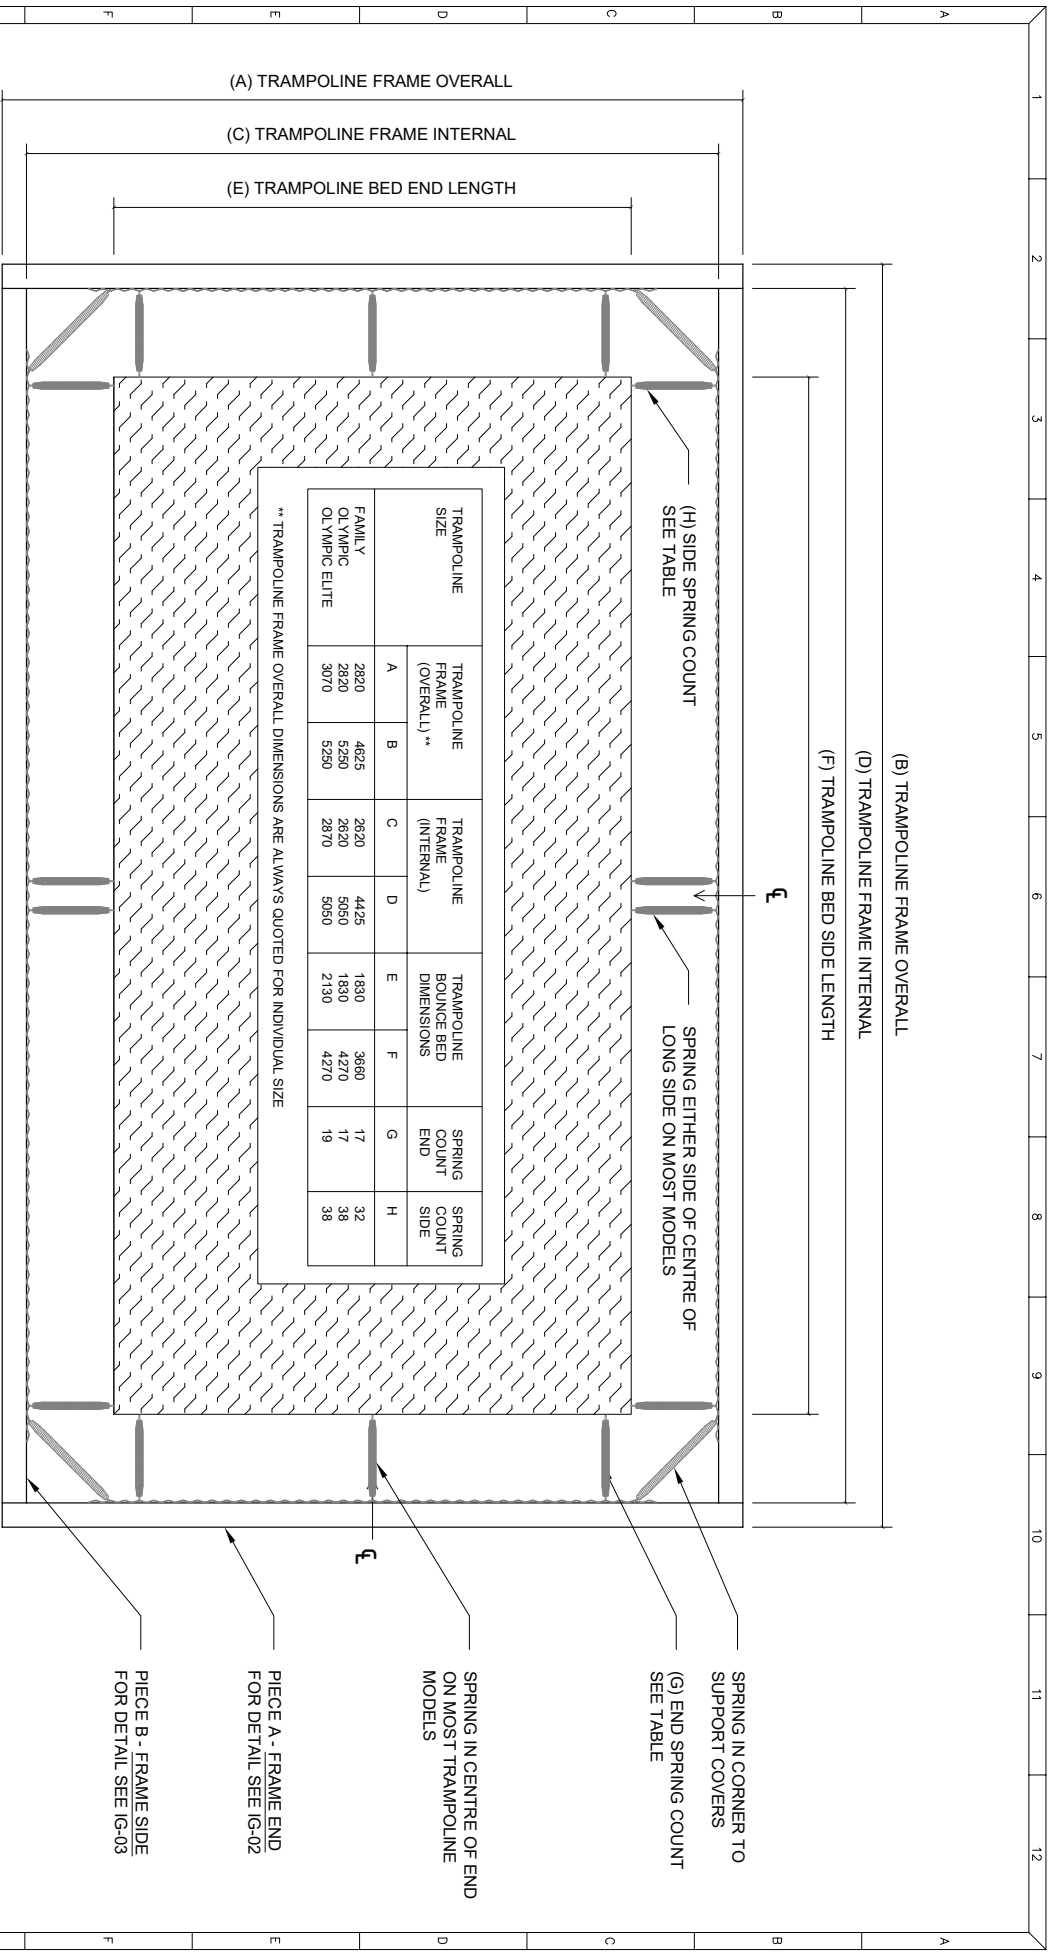 1
2
3
4
5
6
7
8
9
10
11
12
A
B
C
D
E
F
A
B
C
D
E
F
(B) TRAMPOLINE FRAME OVERALL
(D) TRAMPOLINE FRAME INTERNAL
(F) TRAMPOLINE BED SIDE LENGTH
(A) TRAMPOLINE FRAME OVERALL
(C) TRAMPOLINE FRAME INTERNAL
(E) TRAMPOLINE BED END LENGTH
(H) SIDE SPRING COUNT
SEE TABLE
SPRING EITHER SIDE OF CENTRE OF
LONG SIDE ON MOST MODELS
SPRING IN CORNER TO
SUPPORT COVERS
(G) END SPRING COUNT
SEE TABLE
SPRING IN CENTRE OF END
ON MOST TRAMPOLINE
MODELS
PIECE A - FRAME END
FOR DETAIL SEE IG-02
PIECE B - FRAME SIDE
FOR DETAIL SEE IG-03
℄
℄
TRAMPOLINE
SIZE
TRAMPOLINE
FRAME
(OVERALL) **
TRAMPOLINE
FRAME
(INTERNAL)
TRAMPOLINE
BOUNCE BED
DIMENSIONS
SPRING
COUNT
END
SPRING
COUNT
SIDE
A B C D E F G H
FAMILY 2820 4625 2620 4425 1830 3660 17 32
OLYMPIC 2820 5250 2620 5050 1830 4270 17 38
OLYMPIC ELITE 3070 5250 2870 5050 2130 4270 19 38
** TRAMPOLINE FRAME OVERALL DIMENSIONS ARE ALWAYS QUOTED FOR INDIVIDUAL SIZE